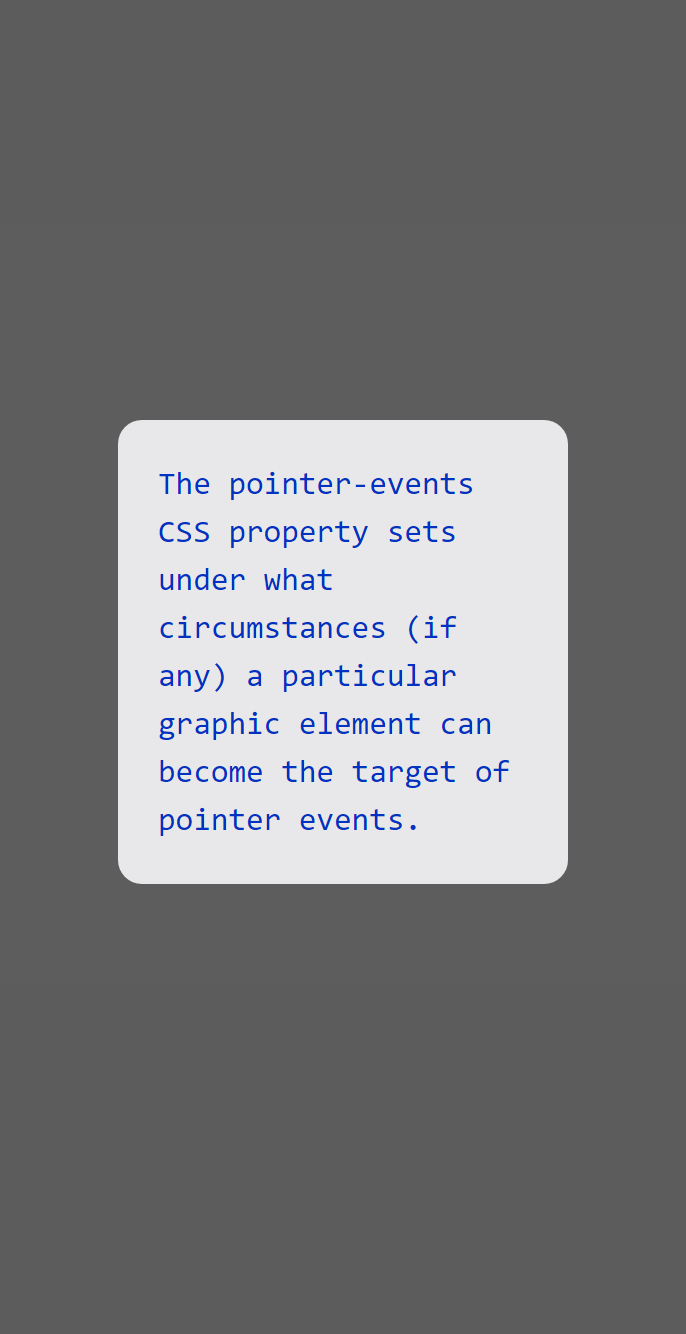 The pointer-events
CSS property sets
under what
circumstances (if
any) a particular
graphic element can
become the target of
pointer events.